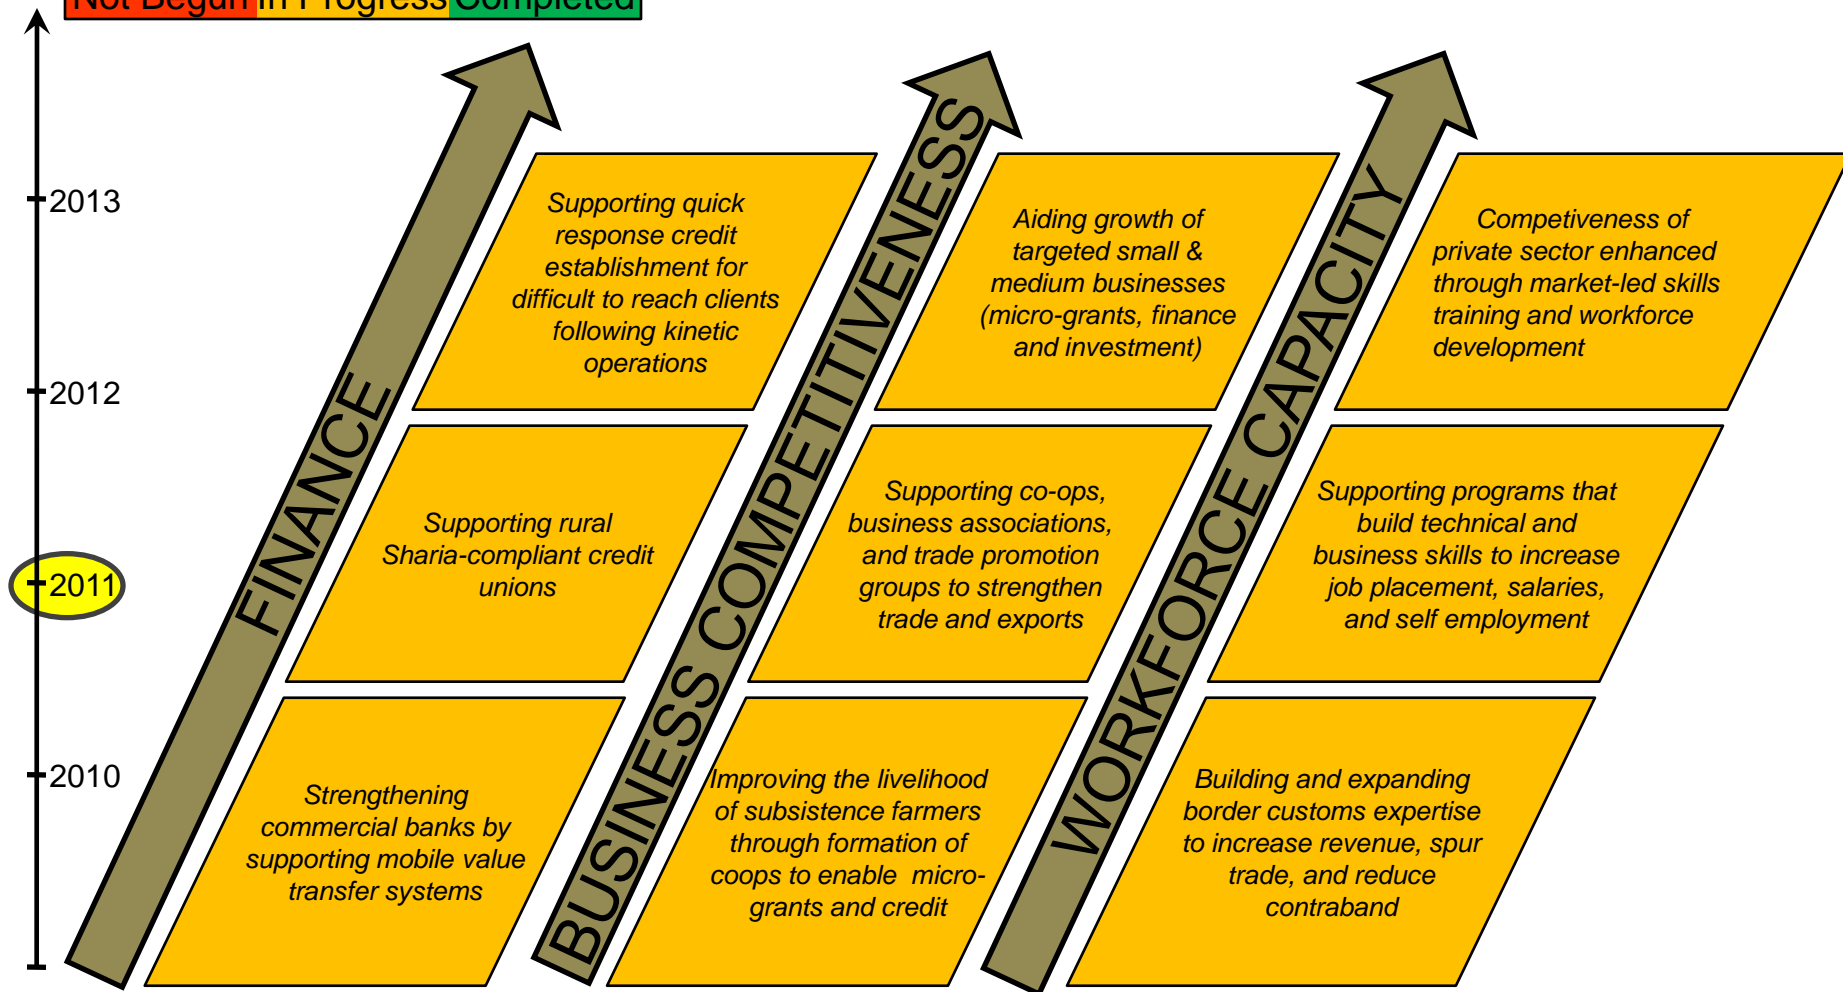 Not Begun In Progress Completed
2013
2012
2011
2010
FINANCE
Supporting quick
response credit
establishment for
difficult to reach clients
following kinetic
operations
Supporting rural
Sharia-compliant credit
unions
Strengthening
commercial banks by
supporting mobile value
transfer systems
BUSINESS COMPETITIVENESS
Aiding growth of
targeted small &
medium businesses
(micro-grants, finance
and investment)
Supporting co-ops,
business associations,
and trade promotion
groups to strengthen
trade and exports
Improving the livelihood
of subsistence farmers
through formation of
coops to enable micro-
grants and credit
WORKFORCE CAPACITY
Competiveness of
private sector enhanced
through market-led skills
training and workforce
development
Supporting programs that
build technical and
business skills to increase
job placement, salaries,
and self employment
Building and expanding
border customs expertise
to increase revenue, spur
trade, and reduce
contraband